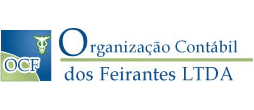 OCF
Organização Contábil
dos Feirantes LTDA